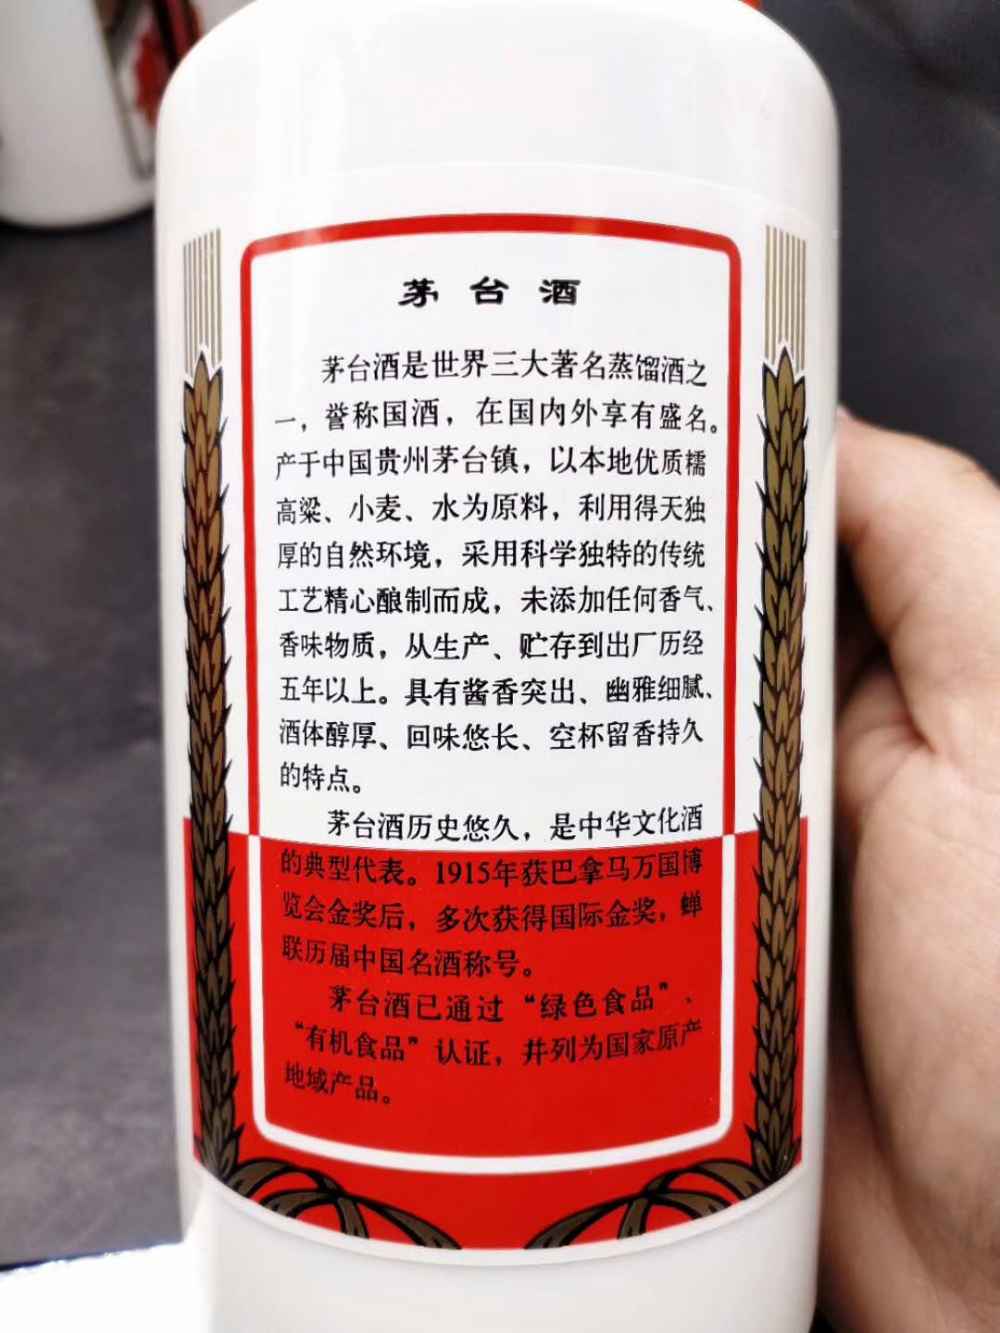 茅台酒
茅台酒是世界三大著名蒸馏酒之
一，誉称国酒，在国内外享有盛名。
产于中国贵州茅台镇，以本地优质糯
高粱、小麦、水为原料，利用得天独
厚的自然环境，采用科学独特的传统
工艺精心酿制而成，未添加任何香气、
香味物质，从生产、贮存到出厂历经
五年以上。具有酱香突出、幽雅细腻、
酒体醇厚、回味悠长、空杯留香持久
的特点。
茅台酒历史悠久，是中华文化酒
的典型代表。1915年获巴拿马万国博
览会金奖后，多次获得国际金奖，蝉
联历届中国名酒称号。
茅台酒已通过“绿色食品”、
“有机食品”认证，并列为国家原产
地域产品。